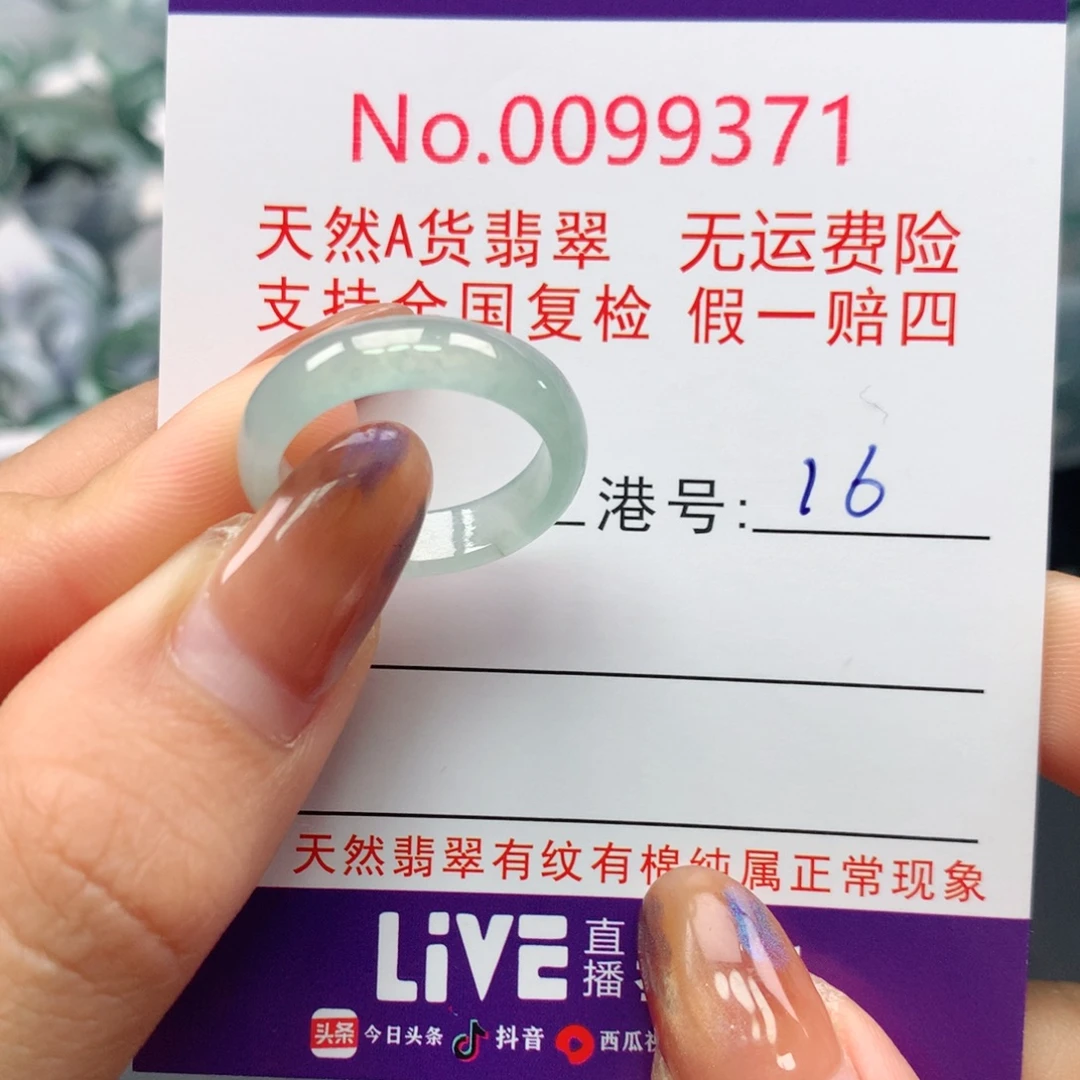 No.0099371
天然A货翡翠 无运费险
支持全国复检 假一赔四
港号: 16
天然翡翠有纹有棉纯属正常现象
LiVE 直播
头条 今日头条 抖音 西瓜视